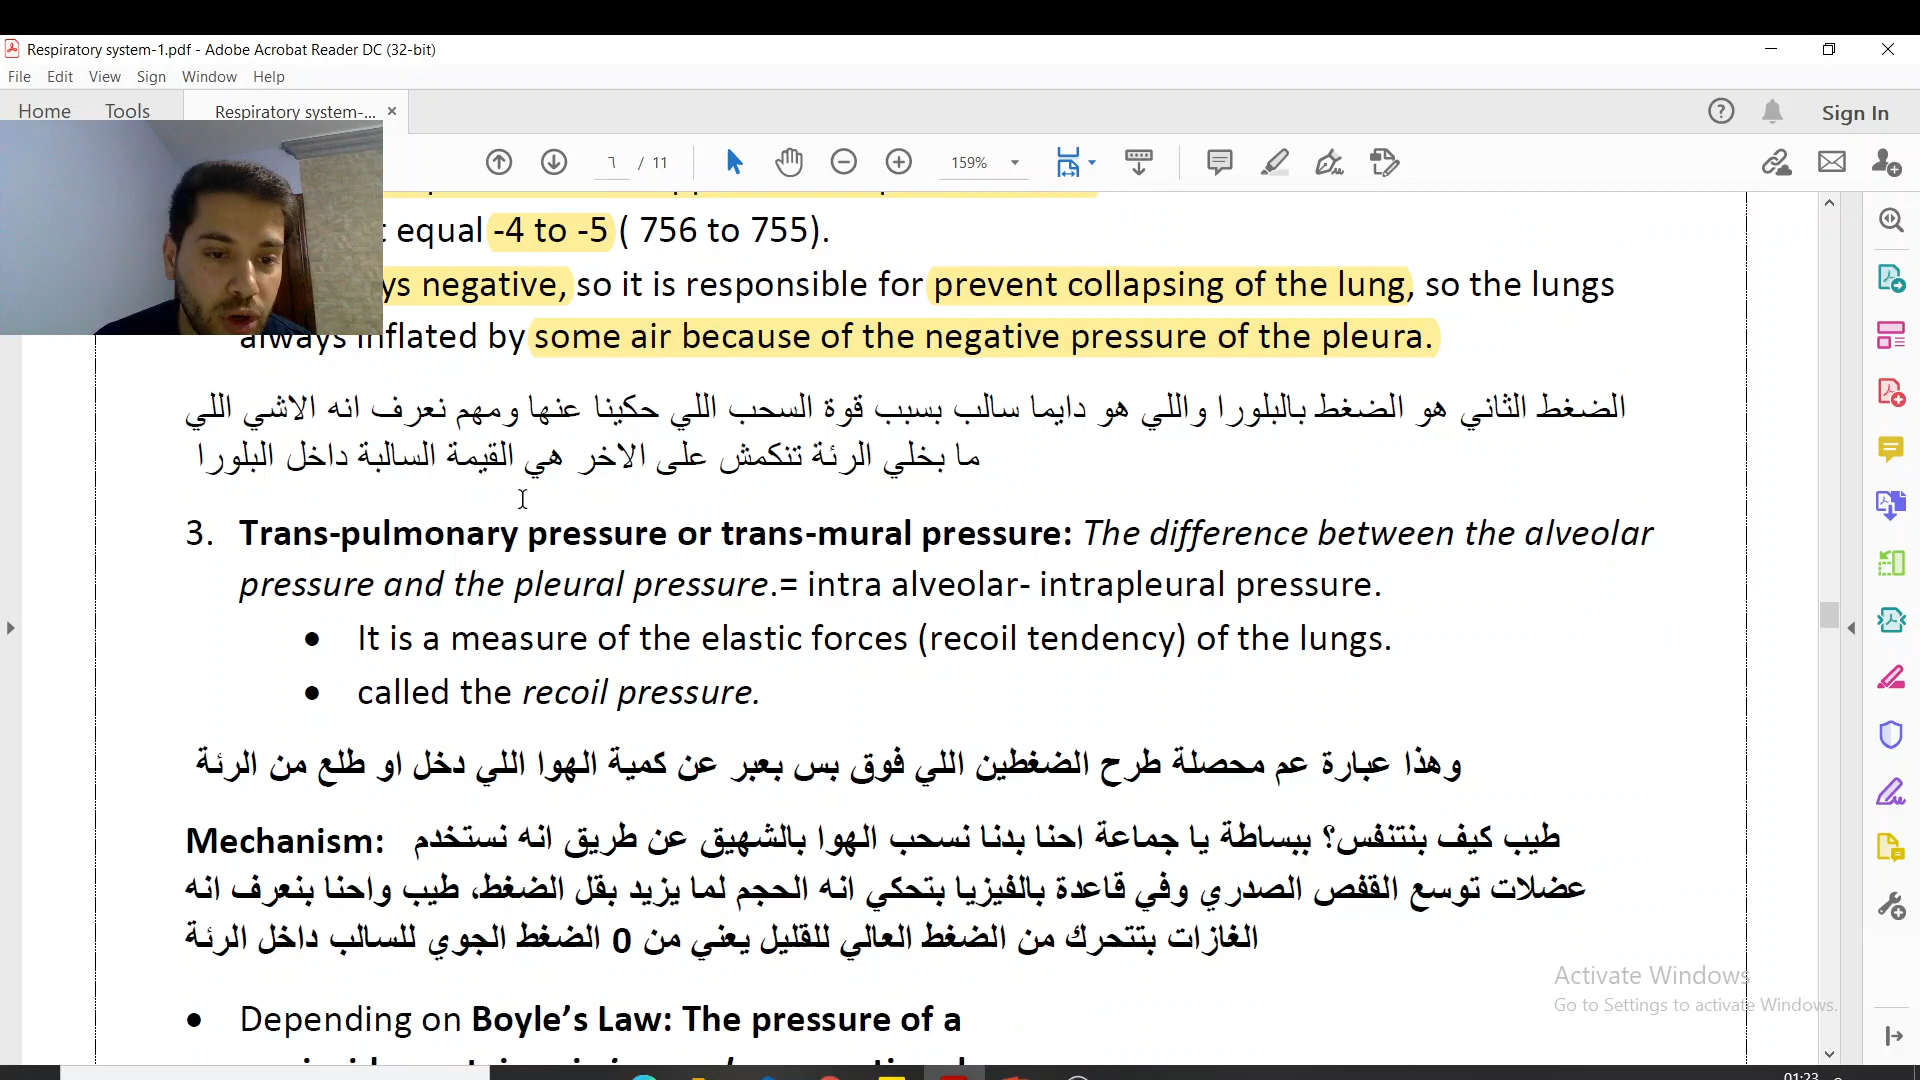 Respiratory system-1.pdf - Adobe Acrobat Reader DC (32-bit)
File Edit View Sign Window Help
Home Tools Respiratory system-... × Sign In
٦ / 11 159%
equal -4 to -5 ( 756 to 755).
ys negative, so it is responsible for prevent collapsing of the lung, so the lungs
always inflated by some air because of the negative pressure of the pleura.
الضغط الثاني هو الضغط بالبلورا واللي هو دايما سالب بسبب قوة السحب اللي حكينا عنها ومهم نعرف انه الاشي اللي
ما بخلي الرئة تنكمش على الاخر هي القيمة السالبة داخل البلورا
3. Trans-pulmonary pressure or trans-mural pressure: The difference between the alveolar
pressure and the pleural pressure.= intra alveolar- intrapleural pressure.
• It is a measure of the elastic forces (recoil tendency) of the lungs.
• called the recoil pressure.
وهذا عبارة عم محصلة طرح الضغطين اللي فوق بس بعبر عن كمية الهوا اللي دخل او طلع من الرئة
Mechanism: طيب كيف بنتنفس؟ ببساطة يا جماعة احنا بدنا نسحب الهوا بالشهيق عن طريق انه نستخدم
عضلات توسع القفص الصدري وفي قاعدة بالفيزيا بتحكي انه الحجم لما يزيد بقل الضغط، طيب واحنا بنعرف انه
الغازات بتتحرك من الضغط العالي للقليل يعني من 0 الضغط الجوي للسالب داخل الرئة
Activate Windows
Go to Settings to activate Windows.
• Depending on Boyle's Law: The pressure of a
01:23